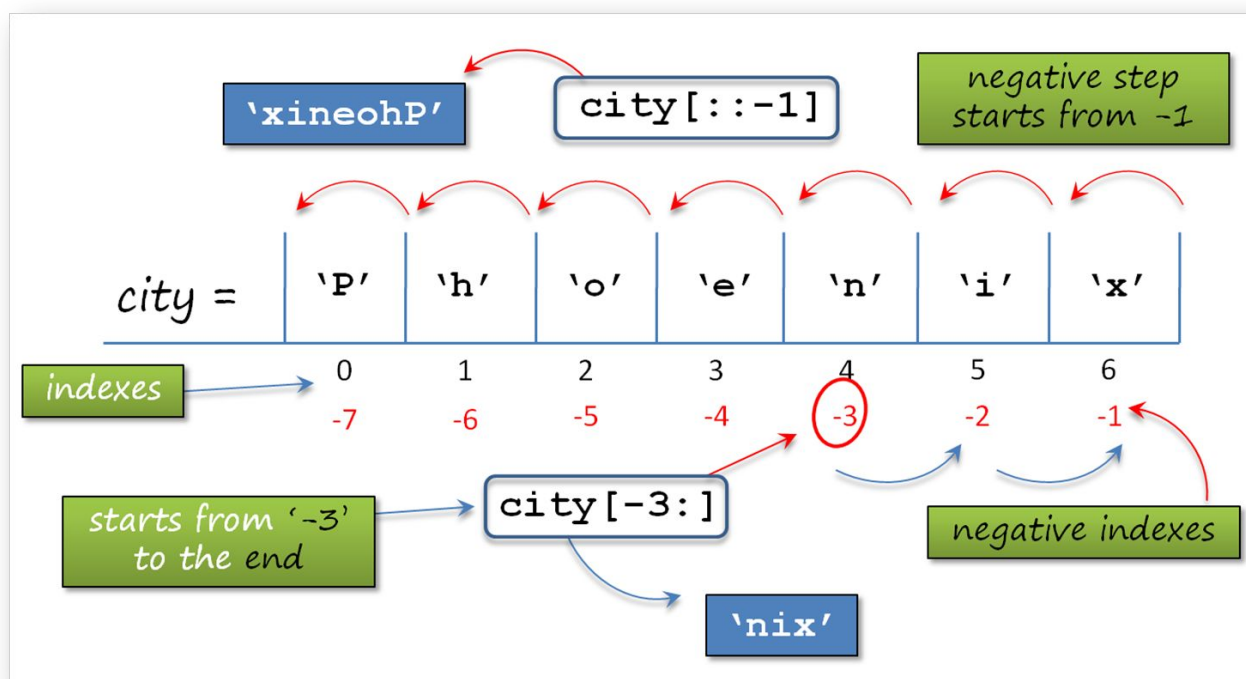 ‘xineohP’
city[::-1]
negative step
starts from -1
city =
‘P’ ‘h’ ‘o’ ‘e’ ‘n’ ‘i’ ‘x’
indexes
0 1 2 3 4 5 6
-7 -6 -5 -4 -3 -2 -1
starts from ‘-3’
to the end
city[-3:]
negative indexes
‘nix’